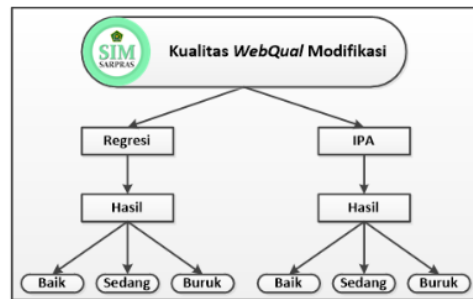 SIM
SARPRAS
Kualitas WebQual Modifikasi
Regresi
IPA
Hasil
Hasil
Baik
Sedang
Buruk
Baik
Sedang
Buruk